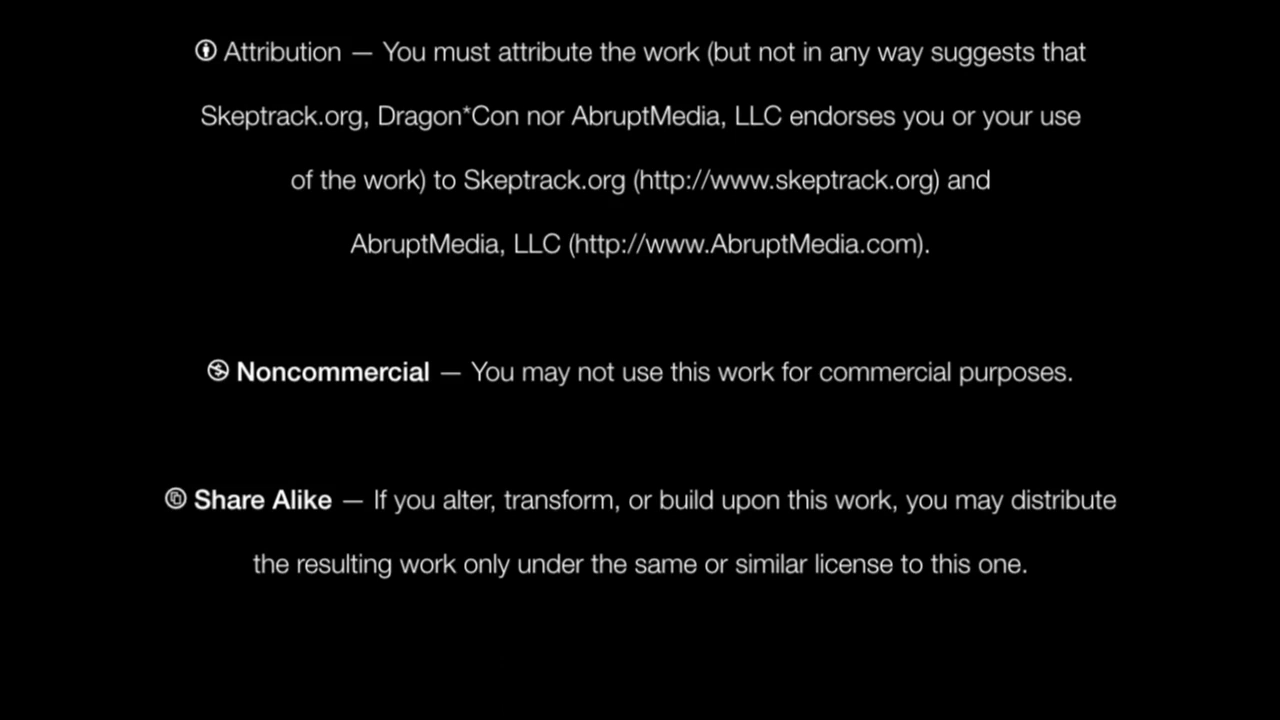 Attribution — You must attribute the work (but not in any way suggests that
Skeptrack.org, Dragon*Con nor AbruptMedia, LLC endorses you or your use
of the work) to Skeptrack.org (http://www.skeptrack.org) and
AbruptMedia, LLC (http://www.AbruptMedia.com).
Noncommercial — You may not use this work for commercial purposes.
Share Alike — If you alter, transform, or build upon this work, you may distribute
the resulting work only under the same or similar license to this one.